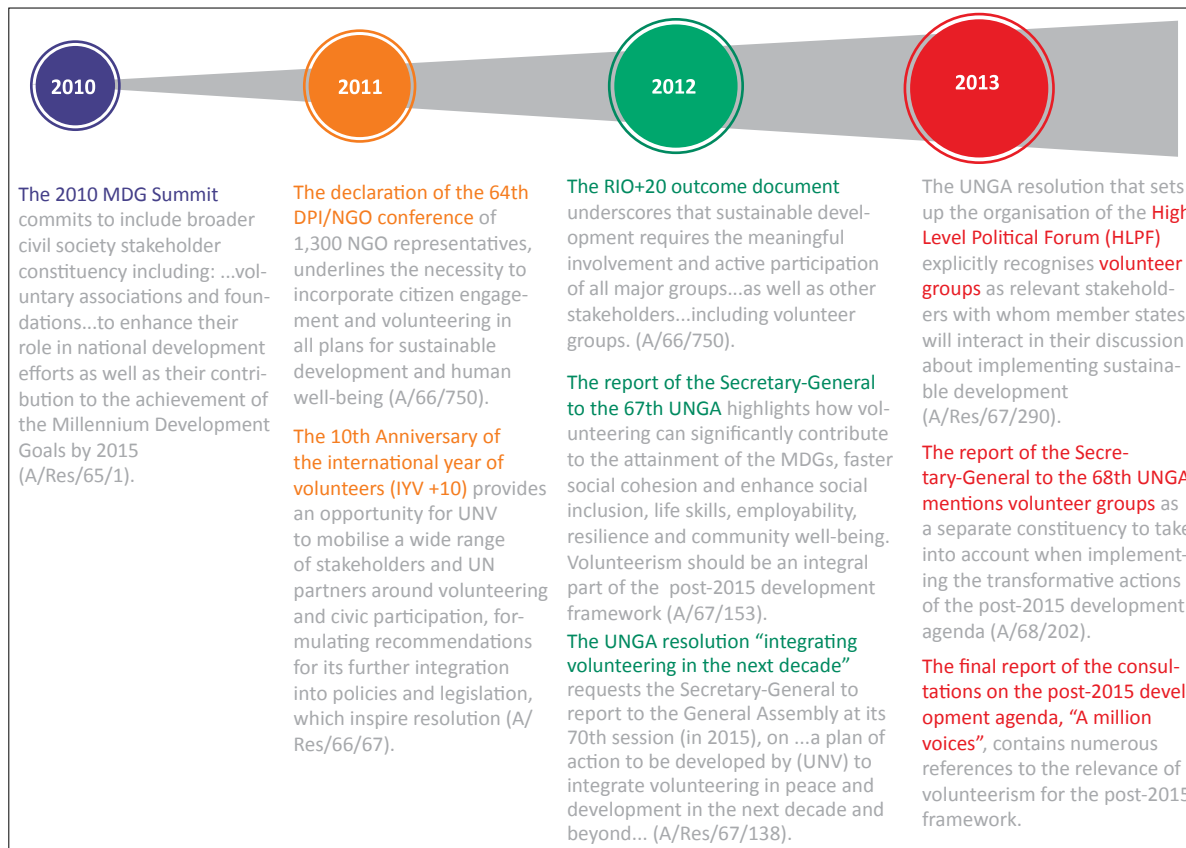 2010
2011
2012
2013
The 2010 MDG Summit
commits to include broader
civil society stakeholder
constituency including: ...vol-
untary associations and foun-
dations...to enhance their
role in national development
efforts as well as their contri-
bution to the achievement of
the Millennium Development
Goals by 2015
(A/Res/65/1).
The declaration of the 64th
DPI/NGO conference of
1,300 NGO representatives,
underlines the necessity to
incorporate citizen engage-
ment and volunteering in
all plans for sustainable
development and human
well-being (A/66/750).
The 10th Anniversary of
the international year of
volunteers (IYV +10) provides
an opportunity for UNV
to mobilise a wide range
of stakeholders and UN
partners around volunteering
and civic participation, for-
mulating recommendations
for its further integration
into policies and legislation,
which inspire resolution (A/
Res/66/67).
The RIO+20 outcome document
underscores that sustainable devel-
opment requires the meaningful
involvement and active participation
of all major groups...as well as other
stakeholders...including volunteer
groups. (A/66/750).
The report of the Secretary-General
to the 67th UNGA highlights how vol-
unteering can significantly contribute
to the attainment of the MDGs, faster
social cohesion and enhance social
inclusion, life skills, employability,
resilience and community well-being.
Volunteerism should be an integral
part of the post-2015 development
framework (A/67/153).
The UNGA resolution “integrating
volunteering in the next decade”
requests the Secretary-General to
report to the General Assembly at its
70th session (in 2015), on ...a plan of
action to be developed by (UNV) to
integrate volunteering in peace and
development in the next decade and
beyond... (A/Res/67/138).
The UNGA resolution that sets
up the organisation of the High
Level Political Forum (HLPF)
explicitly recognises volunteer
groups as relevant stakehold-
ers with whom member states
will interact in their discussion
about implementing sustaina-
ble development
(A/Res/67/290).
The report of the Secre-
tary-General to the 68th UNGA
mentions volunteer groups as
a separate constituency to take
into account when implement-
ing the transformative actions
of the post-2015 development
agenda (A/68/202).
The final report of the consul-
tations on the post-2015 devel
opment agenda, “A million
voices”, contains numerous
references to the relevance of
volunteerism for the post-2015
framework.